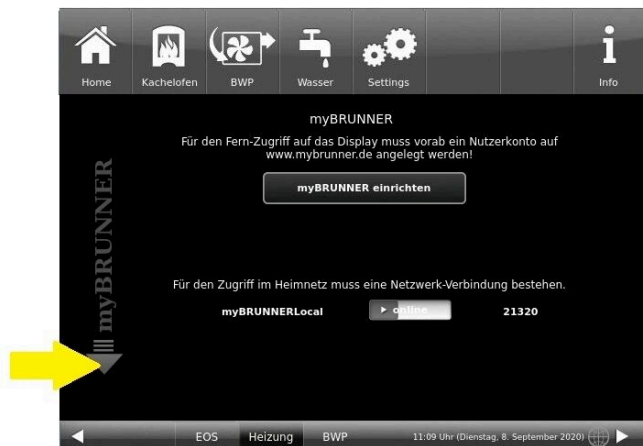 Home
Kachelofen
BWP
Wasser
Settings
Info
myBRUNNER
myBRUNNER
Für den Fern-Zugriff auf das Display muss vorab ein Nutzerkonto auf
www.mybrunner.de angelegt werden!
myBRUNNER einrichten
Für den Zugriff im Heimnetz muss eine Netzwerk-Verbindung bestehen.
myBRUNNERLocal
online
21320
EOS
Heizung
BWP
11:09 Uhr (Dienstag, 8. September 2020)